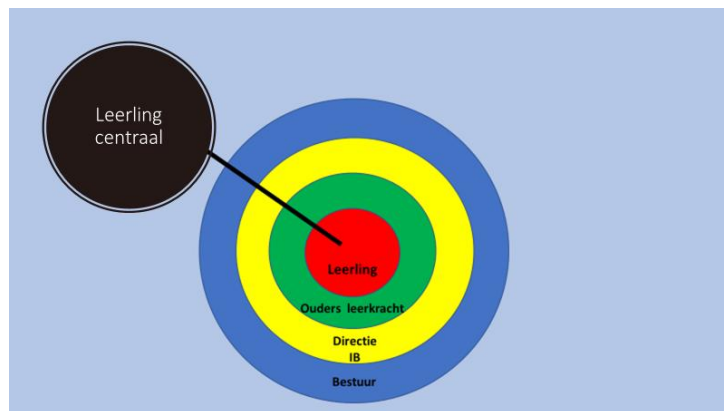 Leerling
centraal
Leerling
Ouders leerkracht
Directie
IB
Bestuur